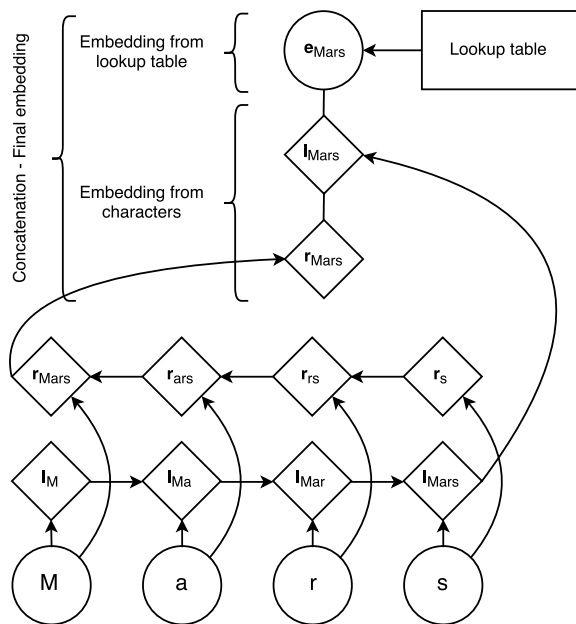 Concatenation - Final embedding
Embedding from
lookup table
e_Mars
Lookup table
l_Mars
Embedding from
characters
r_Mars
r_Mars
r_ars
r_rs
r_s
l_M
l_Ma
l_Mar
l_Mars
M
a
r
s